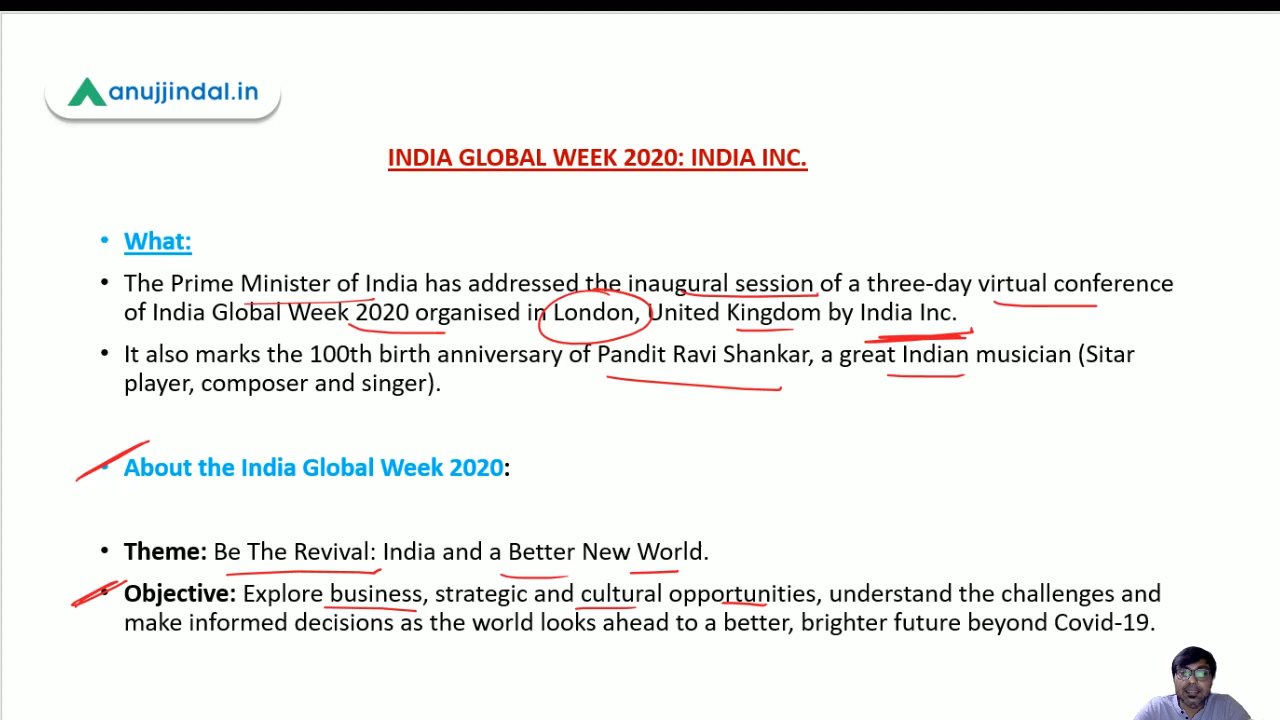 anujjindal.in
INDIA GLOBAL WEEK 2020: INDIA INC.
• What:
• The Prime Minister of India has addressed the inaugural session of a three-day virtual conference
of India Global Week 2020 organised in London, United Kingdom by India Inc.
• It also marks the 100th birth anniversary of Pandit Ravi Shankar, a great Indian musician (Sitar
player, composer and singer).
• About the India Global Week 2020:
• Theme: Be The Revival: India and a Better New World.
• Objective: Explore business, strategic and cultural opportunities, understand the challenges and
make informed decisions as the world looks ahead to a better, brighter future beyond Covid-19.